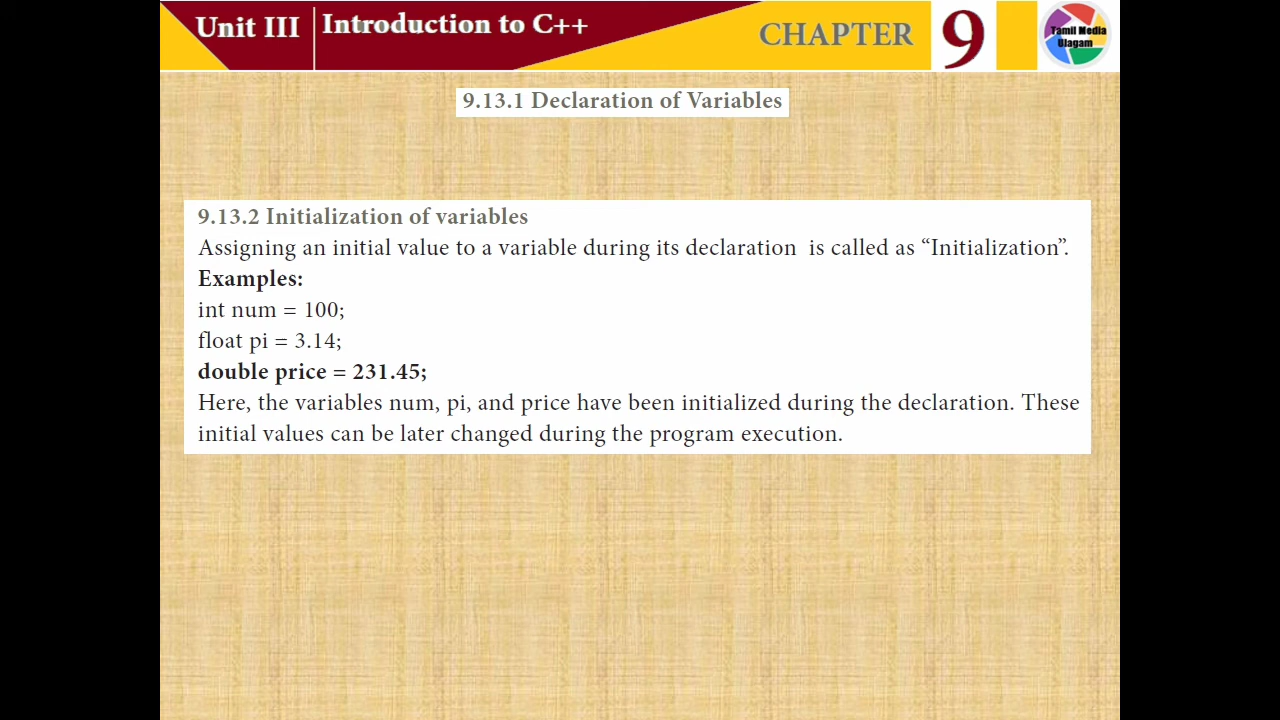 Unit III
Introduction to C++
CHAPTER
9
Tamil Media
Ulagam
9.13.1 Declaration of Variables
9.13.2 Initialization of variables
Assigning an initial value to a variable during its declaration  is called as “Initialization”.
Examples:
int num = 100;
float pi = 3.14;
double price = 231.45;
Here, the variables num, pi, and price have been initialized during the declaration. These
initial values can be later changed during the program execution.